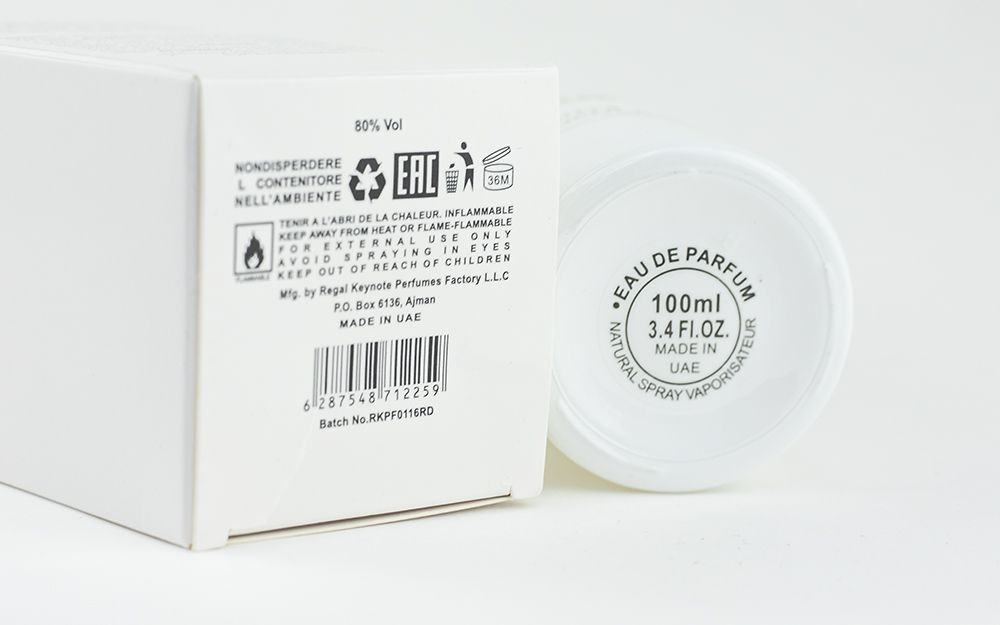 80% Vol
NONDISPERDERE
L CONTENITORE
NELL'AMBIENTE
EAC
36M
FLAMMABLE
TENIR A L'ABRI DE LA CHALEUR. INFLAMMABLE
KEEP AWAY FROM HEAT OR FLAME-FLAMMABLE
FOR EXTERNAL USE ONLY
AVOID SPRAYING IN EYES
KEEP OUT OF REACH OF CHILDREN
Mfg. by Regal Keynote Perfumes Factory L.L.C
P.O. Box 6136, Ajman
MADE IN UAE
6 287548 712259
Batch No.RKPF0116RD
•EAU DE PARFUM
100ml
3.4 Fl.OZ.
MADE IN
UAE
NATURAL SPRAY VAPORISATEUR